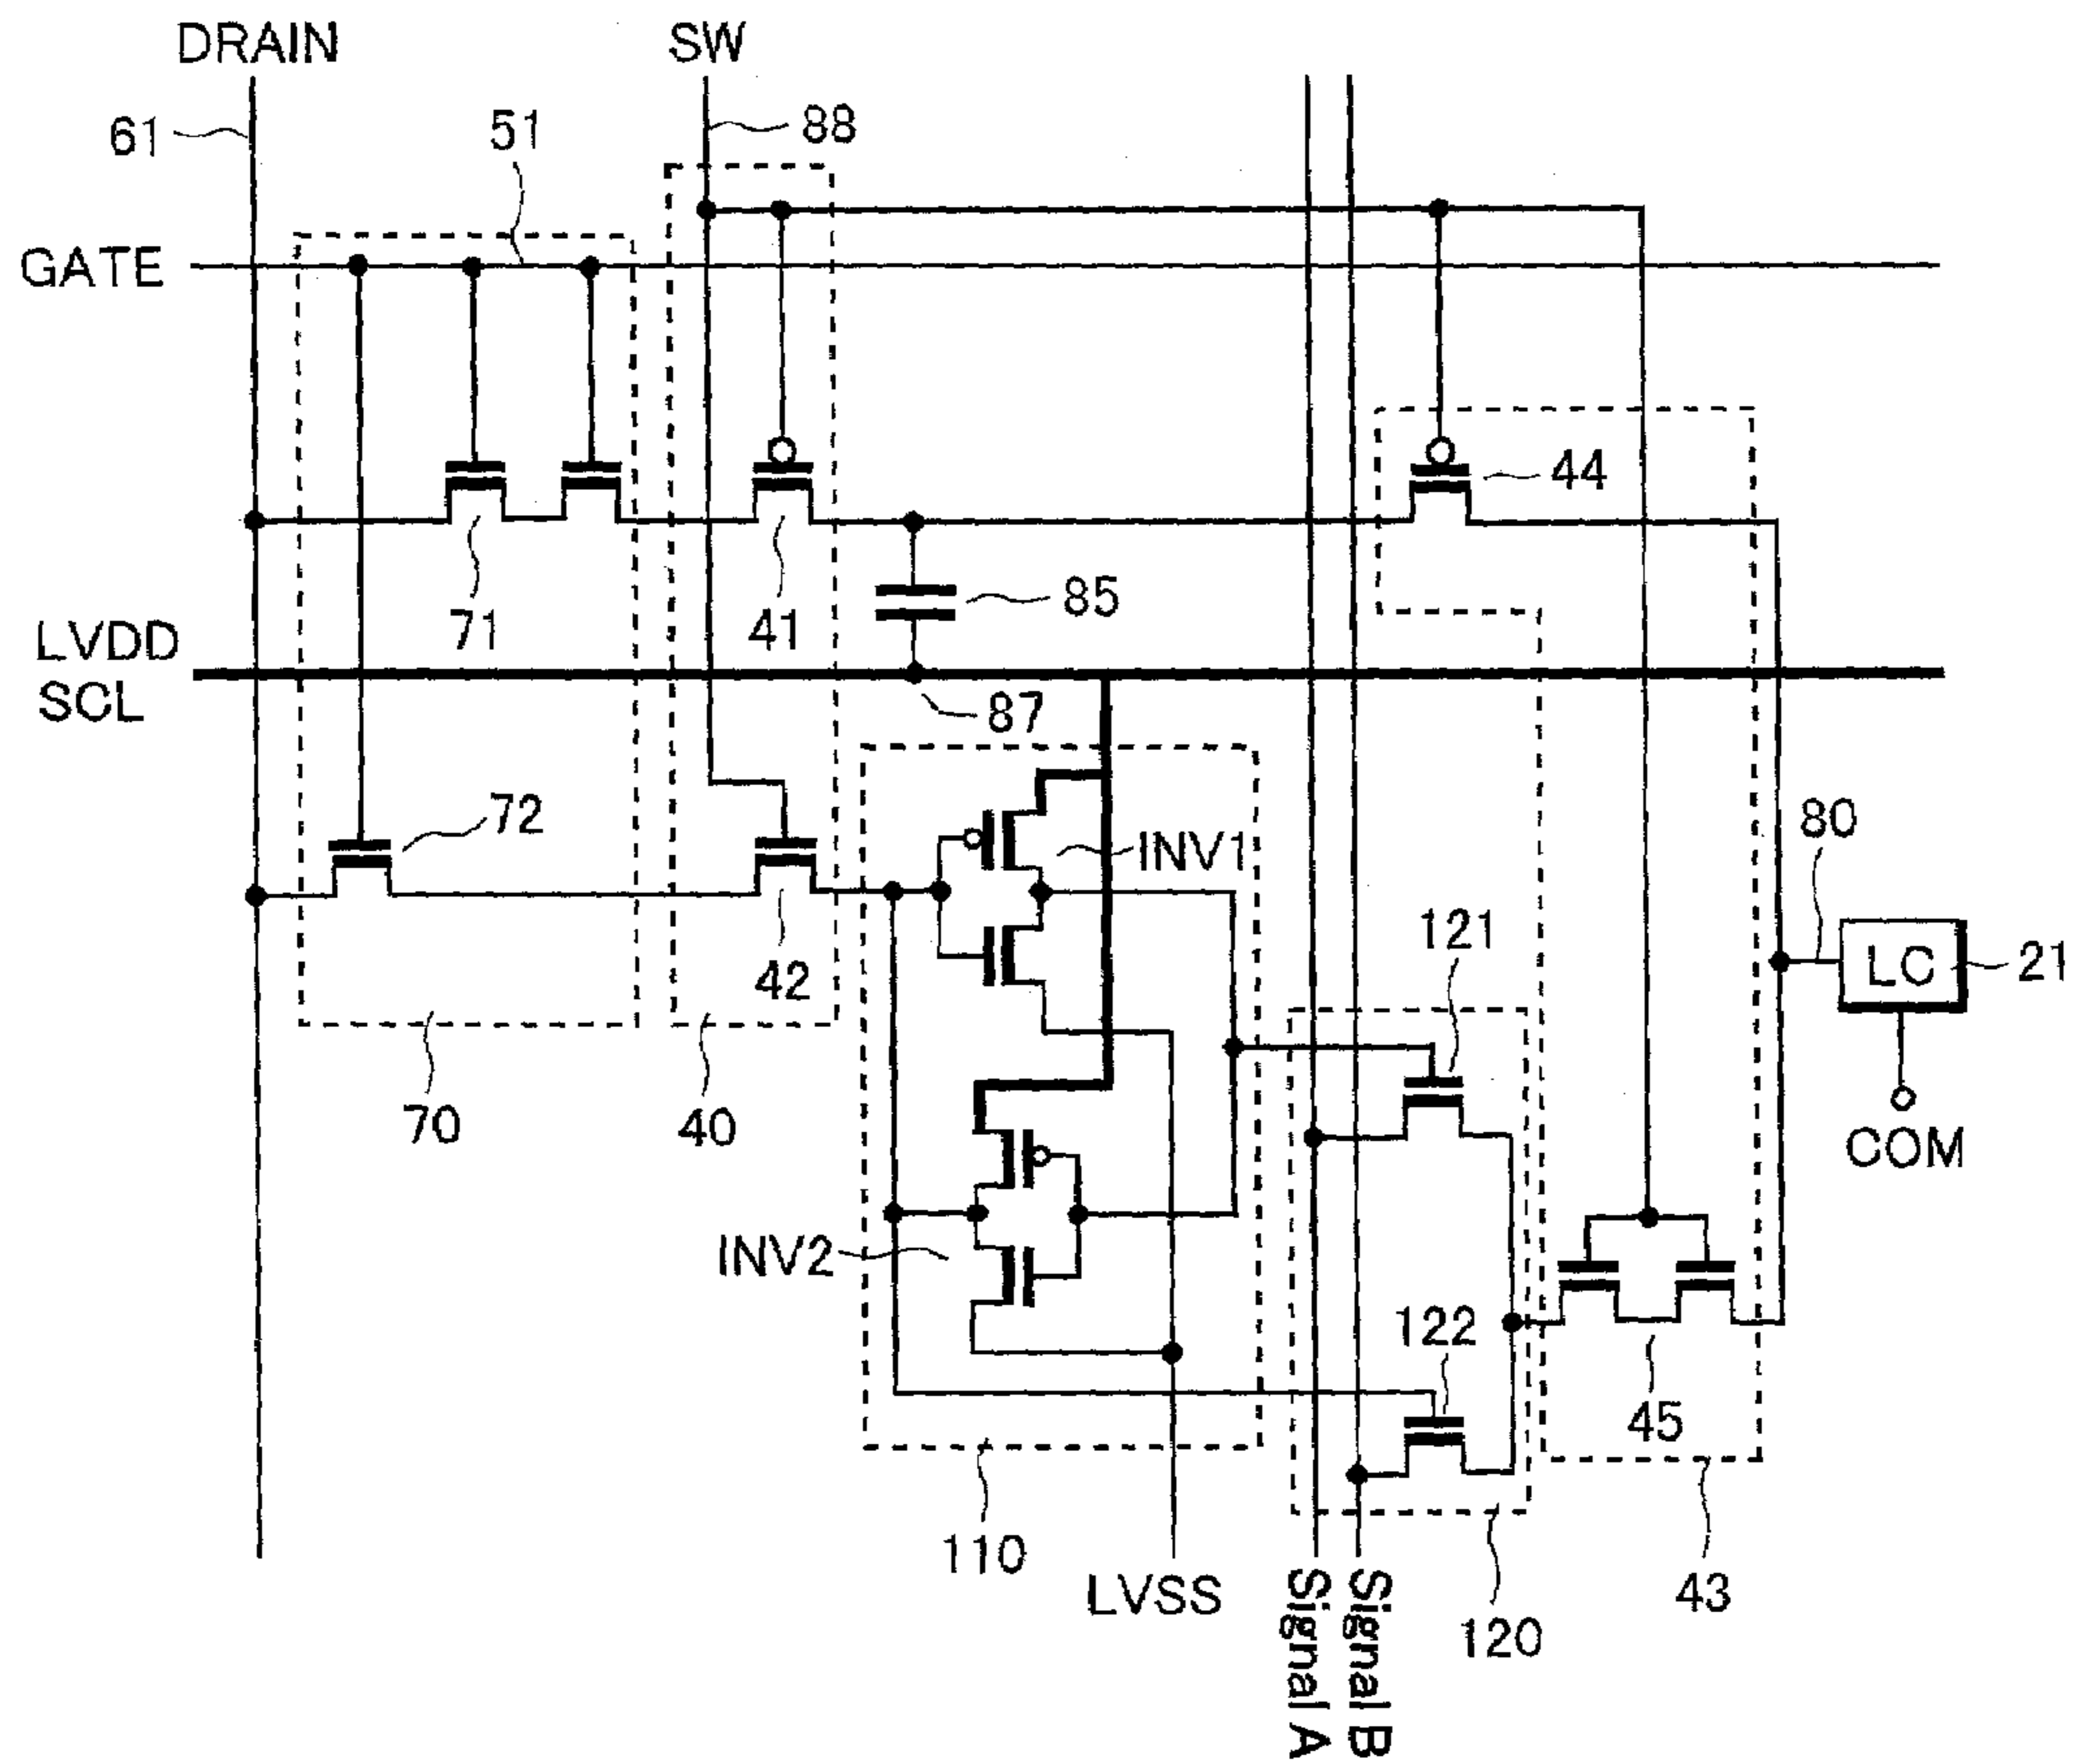 DRAIN
SW
61
51
88
GATE
44
71
41
85
LVDD
SCL
87
72
INV1
80
121
42
LC
21
70
40
COM
INV2
122
45
110
LVSS
Signal A
Signal B
120
43